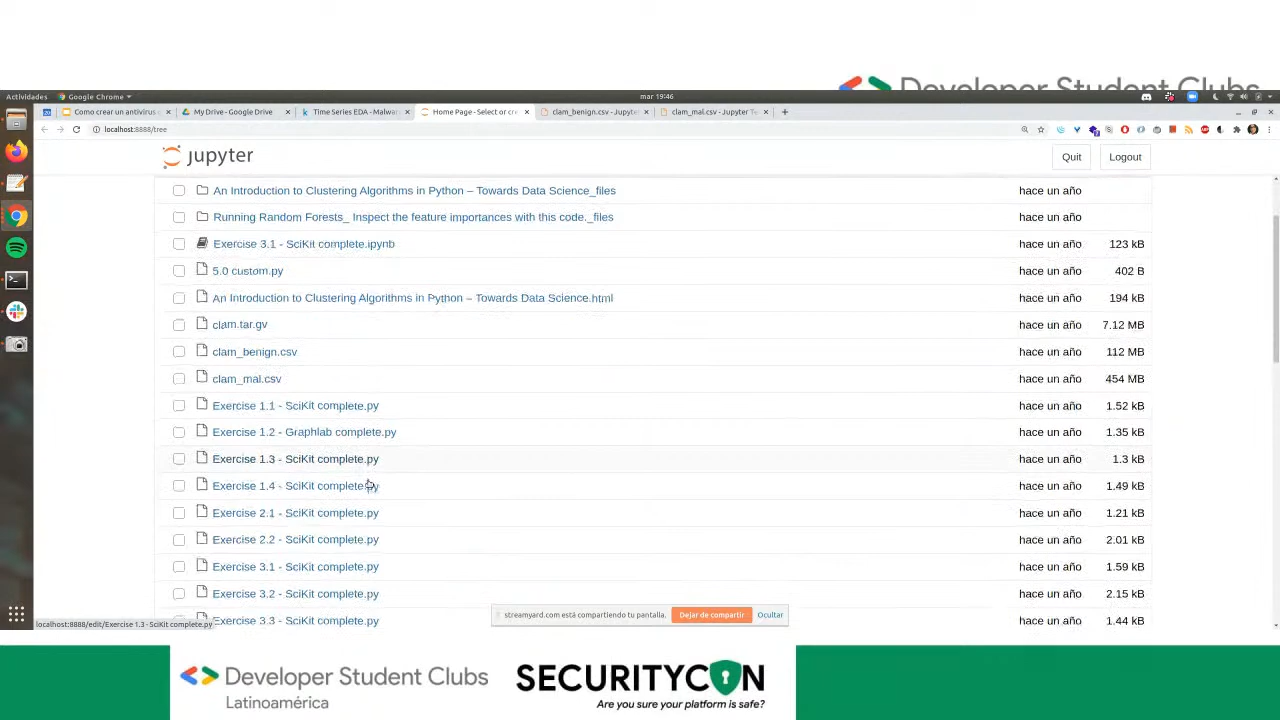 Developer Student Clubs
Actividades
Google Chrome
mar 19:46
Como crear un antivirus
My Drive - Google Drive
Time Series EDA - Malwar
Home Page - Select or cr
clam_benign.csv - Jupyte
clam_mal.csv - Jupyter T
localhost:8888/tree
jupyter
Quit
Logout
An Introduction to Clustering Algorithms in Python – Towards Data Science_files
hace un año
Running Random Forests_ Inspect the feature importances with this code._files
hace un año
Exercise 3.1 - SciKit complete.ipynb
hace un año
123 kB
5.0 custom.py
hace un año
402 B
An Introduction to Clustering Algorithms in Python – Towards Data Science.html
hace un año
194 kB
clam.tar.gv
hace un año
7.12 MB
clam_benign.csv
hace un año
112 MB
clam_mal.csv
hace un año
454 MB
Exercise 1.1 - SciKit complete.py
hace un año
1.52 kB
Exercise 1.2 - Graphlab complete.py
hace un año
1.35 kB
Exercise 1.3 - SciKit complete.py
hace un año
1.3 kB
Exercise 1.4 - SciKit complete.py
hace un año
1.49 kB
Exercise 2.1 - SciKit complete.py
hace un año
1.21 kB
Exercise 2.2 - SciKit complete.py
hace un año
2.01 kB
Exercise 3.1 - SciKit complete.py
hace un año
1.59 kB
Exercise 3.2 - SciKit complete.py
hace un año
2.15 kB
Exercise 3.3 - SciKit complete.py
hace un año
1.44 kB
streamyard.com está compartiendo tu pantalla.
Dejar de compartir
Ocultar
localhost:8888/edit/Exercise 1.3 - SciKit complete.py
Developer Student Clubs
Latinoamérica
SECURITYCON
Are you sure your platform is safe?